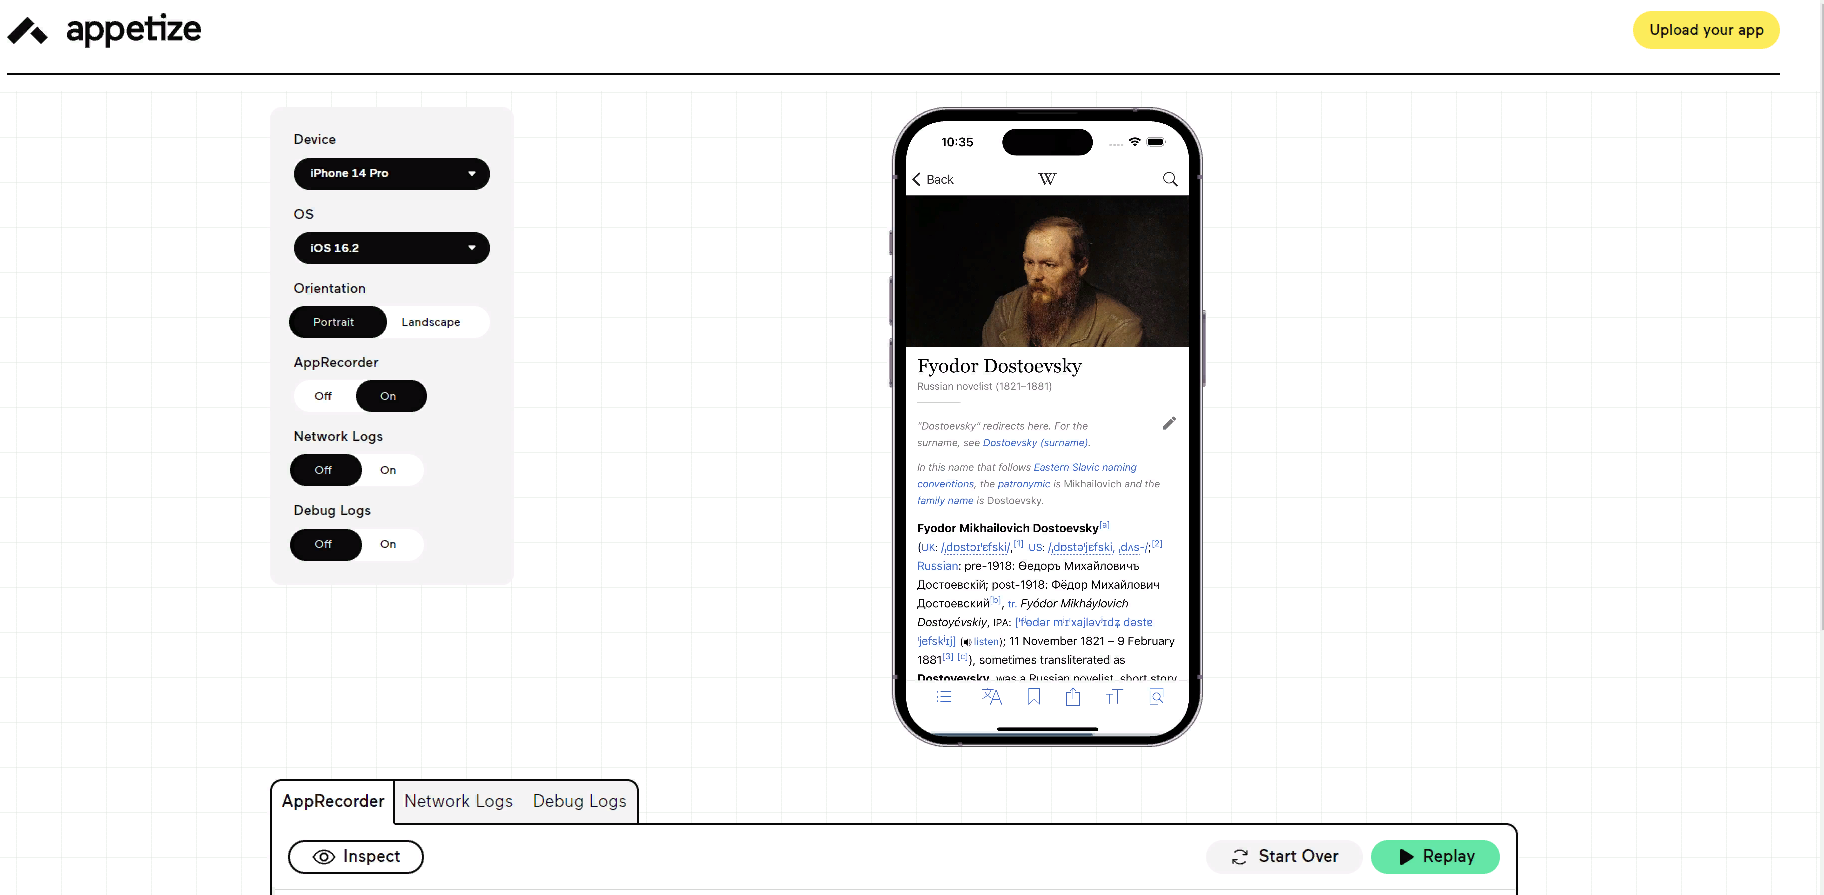 appetize
Upload your app
Device
iPhone 14 Pro
OS
iOS 16.2
Orientation
Portrait
Landscape
AppRecorder
Off
On
Network Logs
Off
On
Debug Logs
Off
On
10:35
Back
W
Fyodor Dostoevsky
Russian novelist (1821–1881)
"Dostoevsky" redirects here. For the
surname, see Dostoevsky (surname).
In this name that follows Eastern Slavic naming
conventions, the patronymic is Mikhailovich and the
family name is Dostoevsky.
Fyodor Mikhailovich Dostoevsky[a]
(UK: /ˌdɒstɔɪˈɛfski/,[1] US: /ˌdɒstəˈjɛfski, ˌdʌs-/;[2]
Russian: pre-1918: Ѳедоръ Михайловичъ
Достоевскій; post-1918: Фёдор Михайлович
Достоевский[b], tr. Fyódor Mikháylovich
Dostoyévskiy, IPA: [ˈfʲɵdər mʲɪˈxajləvʲɪdʐ dəstɐ
ˈjefskʲɪj] (listen); 11 November 1821 – 9 February
1881[3] [c]), sometimes transliterated as
Dostoyevsky, was a Russian novelist, short story
AppRecorder
Network Logs
Debug Logs
Inspect
Start Over
Replay